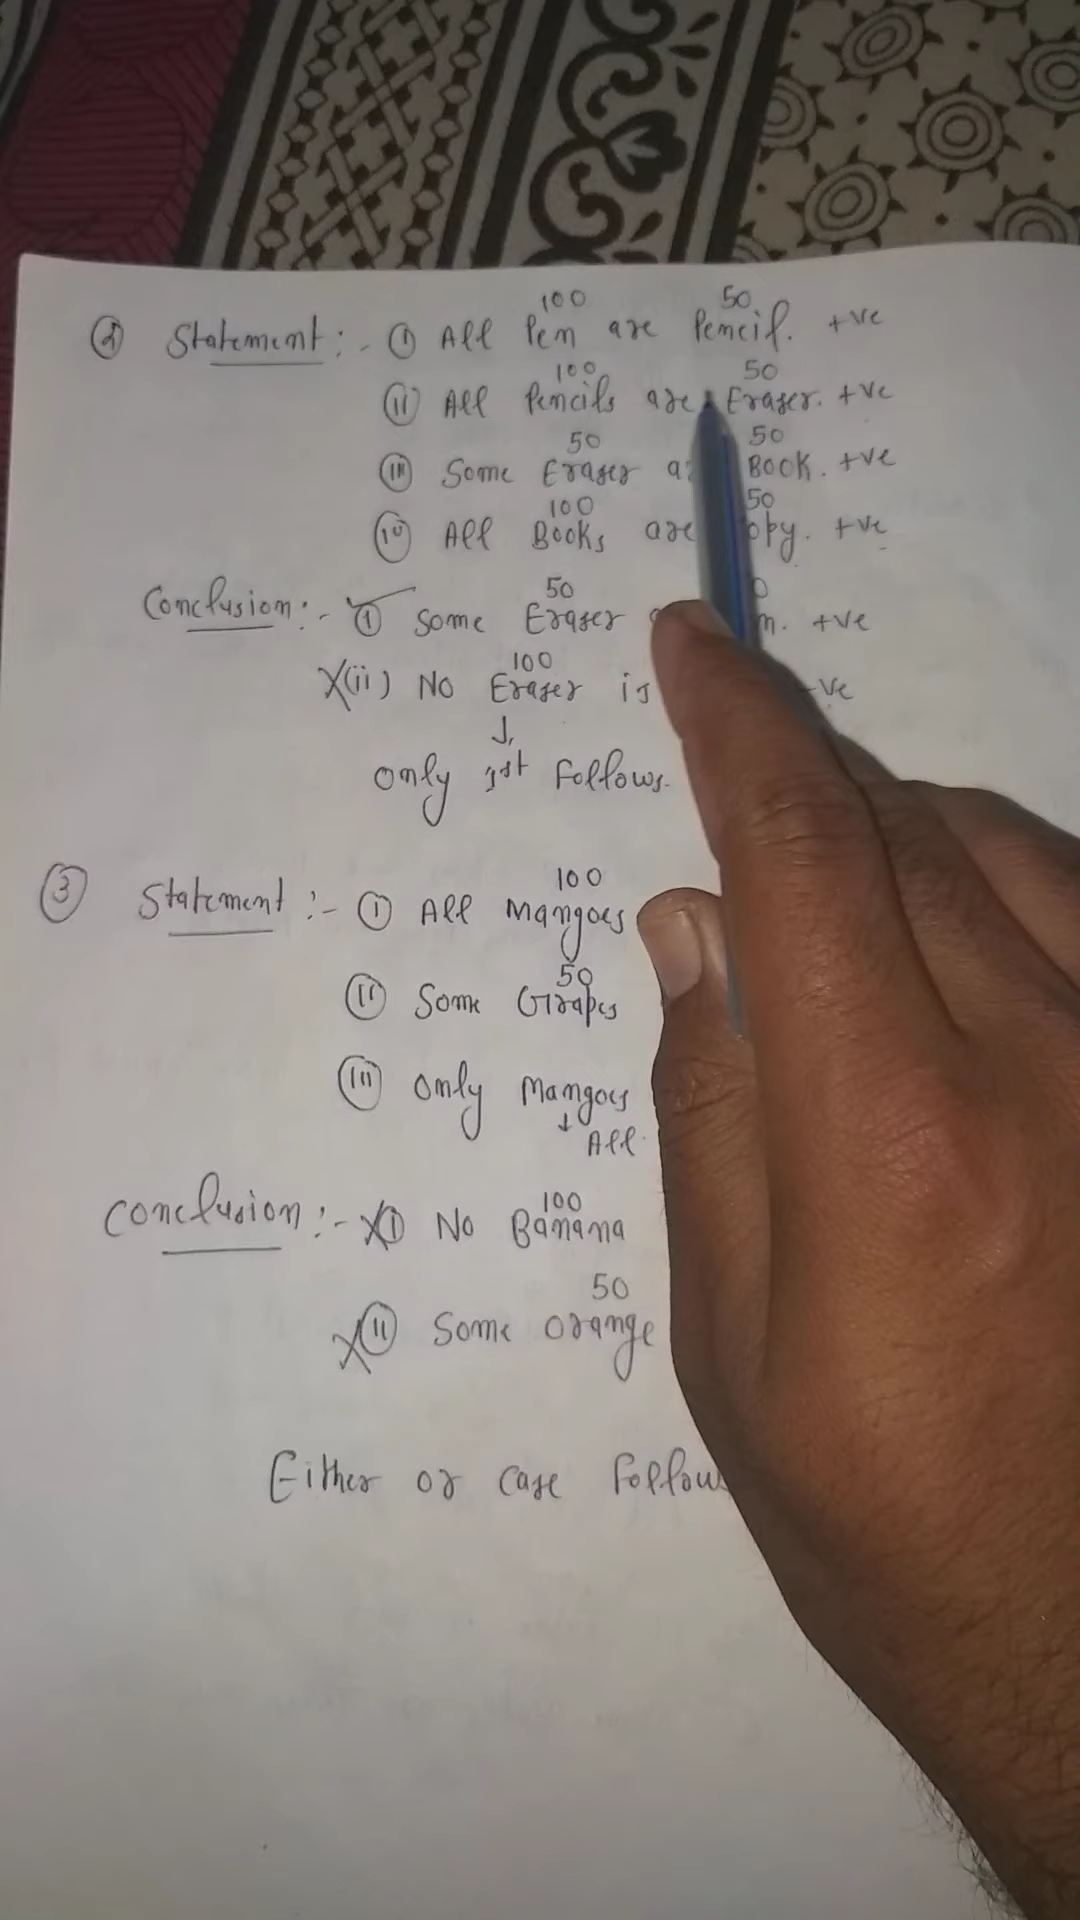 100 50
② Statement :- ① All Pen are Pencil. +ve
100 50
(ii) All Pencils are Eraser. +ve
50 50
(iii) Some Eraser Book. +ve
100 50
(iv) All Books are opy. +ve
50 0
Conclusion :- ① Some Eraser m. +ve
100
X(ii) No Eraser is -ve
↓
Only 1st Follows.
100
③ Statement :- ① All Mangoes
50
(ii) Some Grapes
(iii) Only Mangoes
↓ All.
100
Conclusion :- X① No Banana
50
X(ii) Some Orange
Either or Case Follow